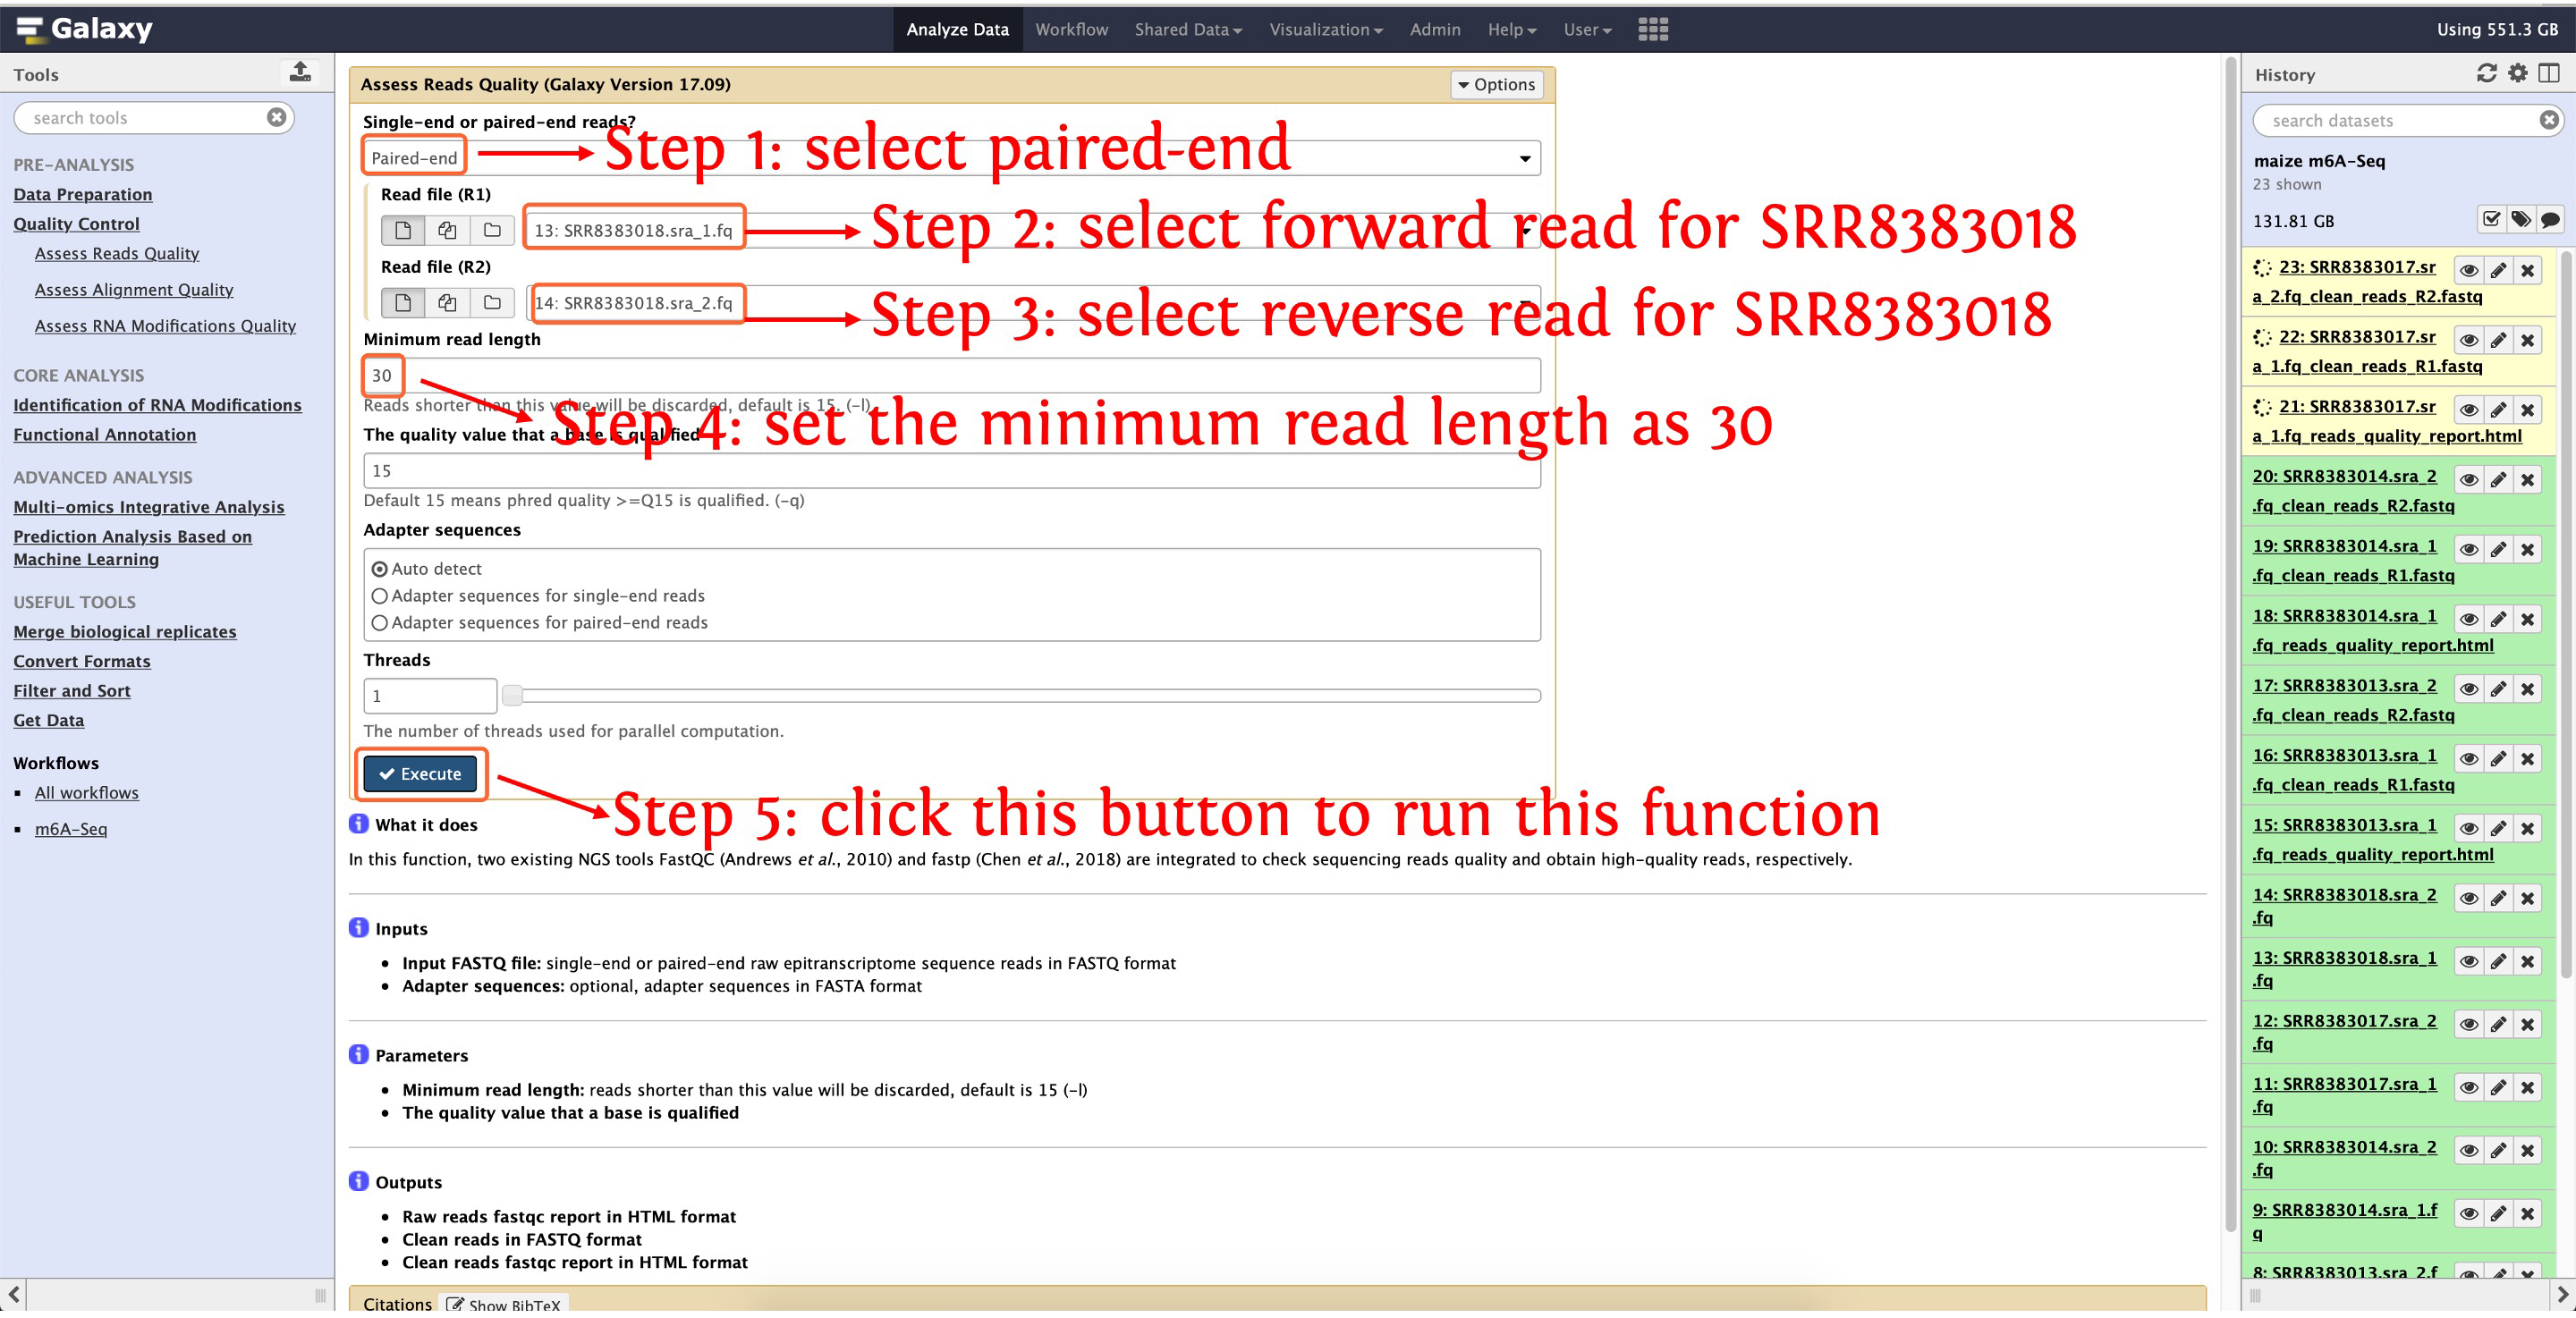 Galaxy
Analyze Data
Workflow
Shared Data
Visualization
Admin
Help
User
Using 551.3 GB
Tools
search tools
PRE-ANALYSIS
Data Preparation
Quality Control
Assess Reads Quality
Assess Alignment Quality
Assess RNA Modifications Quality
CORE ANALYSIS
Identification of RNA Modifications
Functional Annotation
ADVANCED ANALYSIS
Multi-omics Integrative Analysis
Prediction Analysis Based on
Machine Learning
USEFUL TOOLS
Merge biological replicates
Convert Formats
Filter and Sort
Get Data
Workflows
All workflows
m6A-Seq
Assess Reads Quality (Galaxy Version 17.09)
Options
Single-end or paired-end reads?
Paired-end
Step 1: select paired-end
Read file (R1)
13: SRR8383018.sra_1.fq
Step 2: select forward read for SRR8383018
Read file (R2)
14: SRR8383018.sra_2.fq
Step 3: select reverse read for SRR8383018
Minimum read length
30
Reads shorter than this value will be discarded, default is 15. (-l)
Step 4: set the minimum read length as 30
The quality value that a base is qualified
15
Default 15 means phred quality >=Q15 is qualified. (-q)
Adapter sequences
Auto detect
Adapter sequences for single-end reads
Adapter sequences for paired-end reads
Threads
1
The number of threads used for parallel computation.
Execute
Step 5: click this button to run this function
What it does
In this function, two existing NGS tools FastQC (Andrews et al., 2010) and fastp (Chen et al., 2018) are integrated to check sequencing reads quality and obtain high-quality reads, respectively.
Inputs
• Input FASTQ file: single-end or paired-end raw epitranscriptome sequence reads in FASTQ format
• Adapter sequences: optional, adapter sequences in FASTA format
Parameters
• Minimum read length: reads shorter than this value will be discarded, default is 15 (-l)
• The quality value that a base is qualified
Outputs
• Raw reads fastqc report in HTML format
• Clean reads in FASTQ format
• Clean reads fastqc report in HTML format
Citations
Show BibTeX
History
search datasets
maize m6A-Seq
23 shown
131.81 GB
23: SRR8383017.sr
a_2.fq_clean_reads_R2.fastq
22: SRR8383017.sr
a_1.fq_clean_reads_R1.fastq
21: SRR8383017.sr
a_1.fq_reads_quality_report.html
20: SRR8383014.sra_2
.fq_clean_reads_R2.fastq
19: SRR8383014.sra_1
.fq_clean_reads_R1.fastq
18: SRR8383014.sra_1
.fq_reads_quality_report.html
17: SRR8383013.sra_2
.fq_clean_reads_R2.fastq
16: SRR8383013.sra_1
.fq_clean_reads_R1.fastq
15: SRR8383013.sra_1
.fq_reads_quality_report.html
14: SRR8383018.sra_2
.fq
13: SRR8383018.sra_1
.fq
12: SRR8383017.sra_2
.fq
11: SRR8383017.sra_1
.fq
10: SRR8383014.sra_2
.fq
9: SRR8383014.sra_1.f
q
8: SRR8383013.sra_2.f